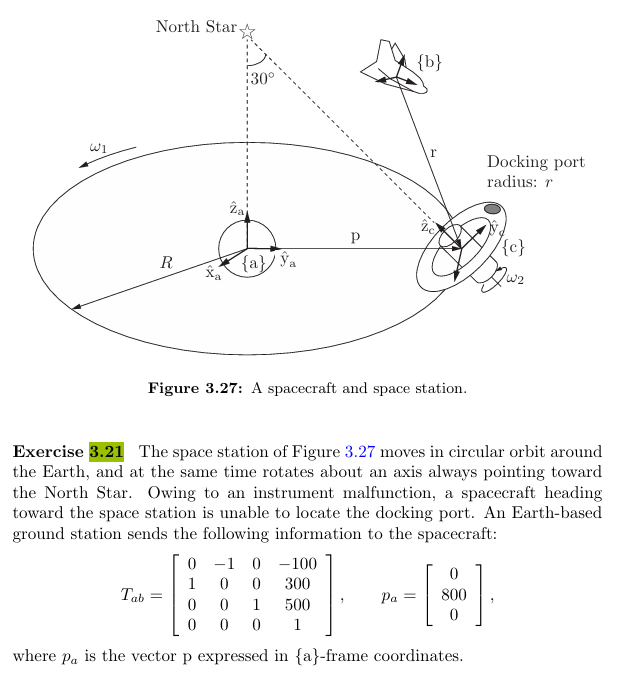 North Star
{b}
30°
ω₁
r
Docking port
radius: r
ẑₐ
ẑ_c
ŷ_c
p
{c}
R
x̂ₐ
{a}
ŷₐ
ω₂
Figure 3.27: A spacecraft and space station.
Exercise 3.21 The space station of Figure 3.27 moves in circular orbit around
the Earth, and at the same time rotates about an axis always pointing toward
the North Star. Owing to an instrument malfunction, a spacecraft heading
toward the space station is unable to locate the docking port. An Earth-based
ground station sends the following information to the spacecraft:
0 −1 0 −100
1 0 0 300
T_ab = [ ] , p_a = [ ] ,
0 0 1 500
0 0 0 1
0
800
0
where p_a is the vector p expressed in {a}-frame coordinates.